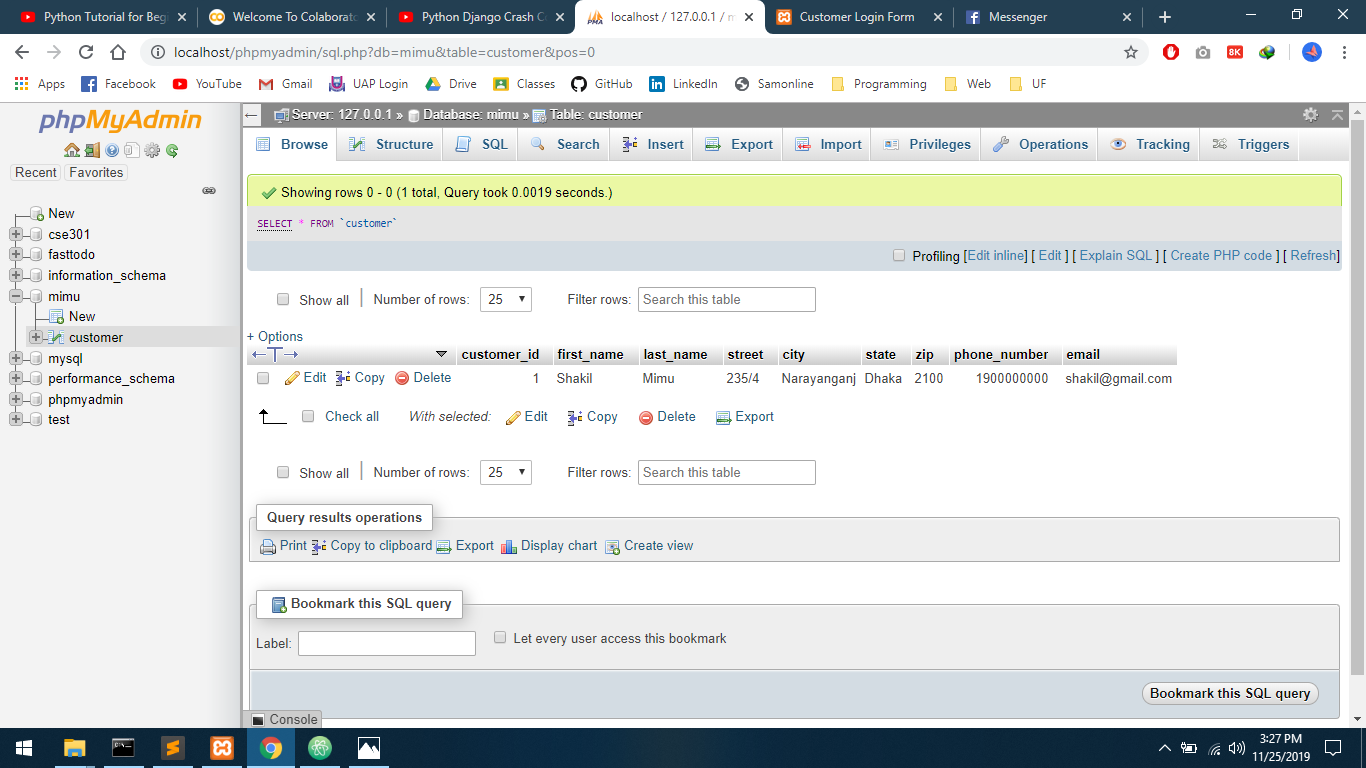 Python Tutorial for Beg
Welcome To Colaborat
Python Django Crash C
localhost / 127.0.0.1 / m
Customer Login Form
Messenger
localhost/phpmyadmin/sql.php?db=mimu&table=customer&pos=0
8K
Apps Facebook YouTube Gmail UAP Login Drive Classes GitHub LinkedIn Samonline Programming Web UF
phpMyAdmin
Recent Favorites
New
cse301
fasttodo
information_schema
mimu
New
customer
mysql
performance_schema
phpmyadmin
test
Server: 127.0.0.1 » Database: mimu » Table: customer
Browse Structure SQL Search Insert Export Import Privileges Operations Tracking Triggers
Showing rows 0 - 0 (1 total, Query took 0.0019 seconds.)
SELECT * FROM `customer`
Profiling [Edit inline] [ Edit ] [ Explain SQL ] [ Create PHP code ] [ Refresh]
Show all Number of rows: 25 Filter rows: Search this table
+ Options
customer_id first_name last_name street city state zip phone_number email
Edit Copy Delete 1 Shakil Mimu 235/4 Narayanganj Dhaka 2100 1900000000 shakil@gmail.com
Check all With selected: Edit Copy Delete Export
Show all Number of rows: 25 Filter rows: Search this table
Query results operations
Print Copy to clipboard Export Display chart Create view
Bookmark this SQL query
Label: Let every user access this bookmark
Bookmark this SQL query
Console
3:27 PM
11/25/2019